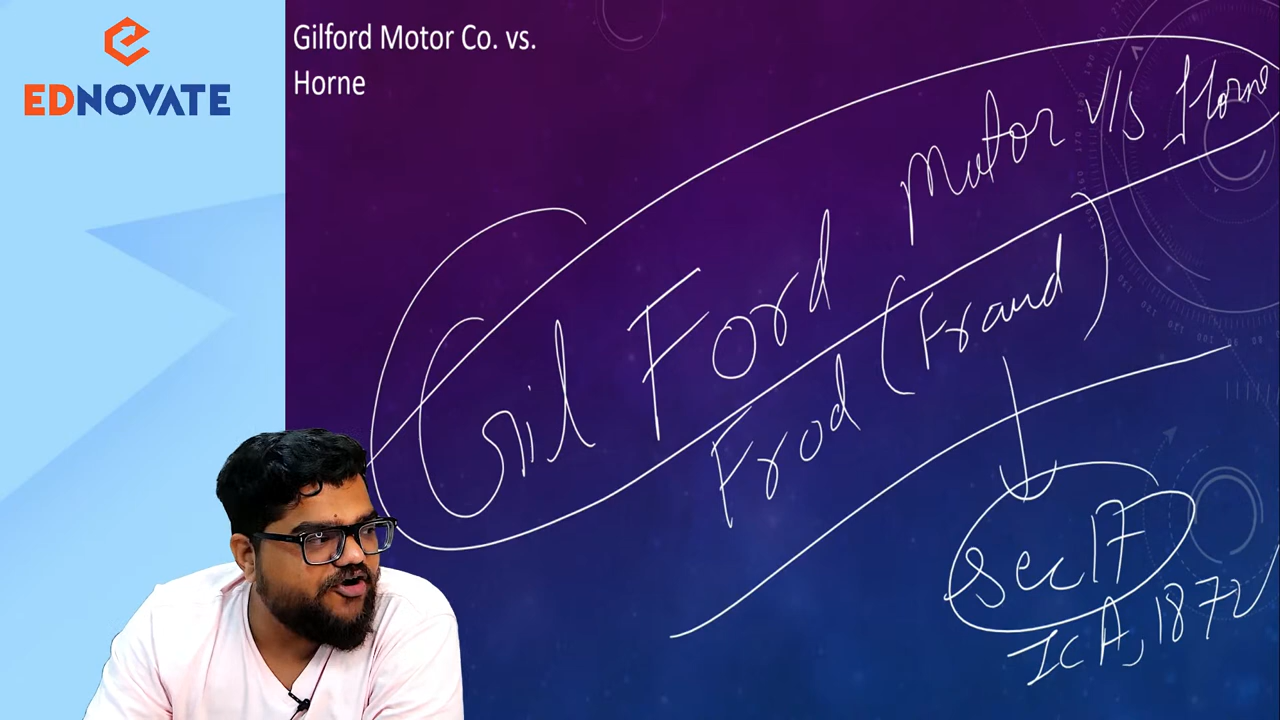 EDNOVATE
Gilford Motor Co. vs.
Horne
Gil Ford Motor v/s Horne
Frod (Fraud)
Sec 17
ICA, 1872